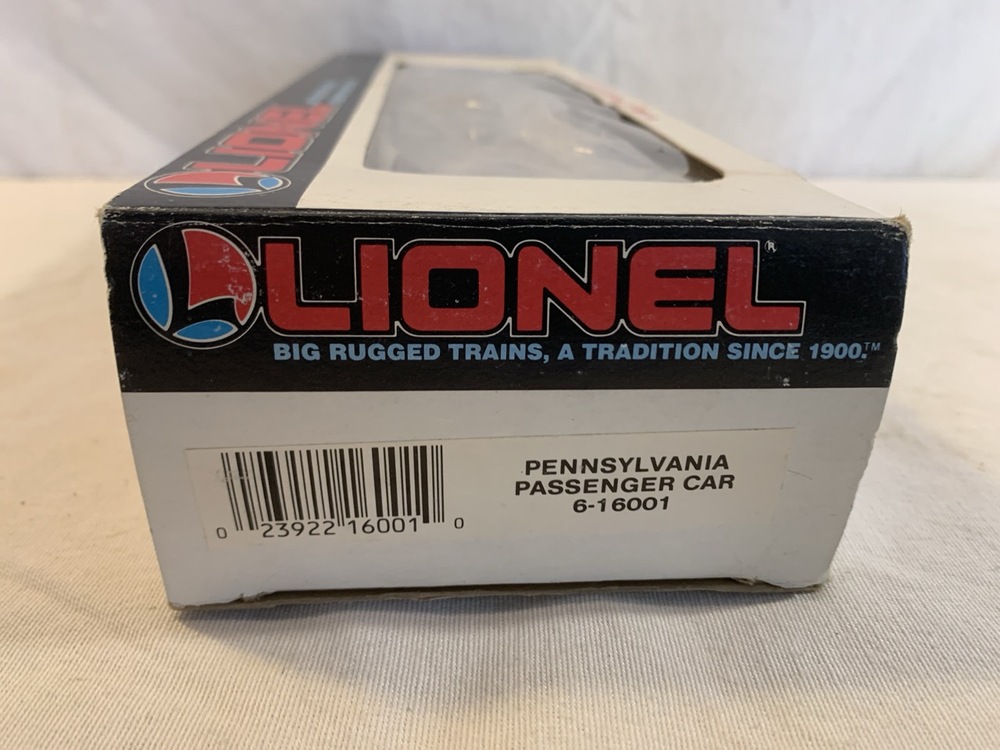 LIONEL
LIONEL®
BIG RUGGED TRAINS, A TRADITION SINCE 1900.™
PENNSYLVANIA
PASSENGER CAR
6-16001
0 23922 16001 0